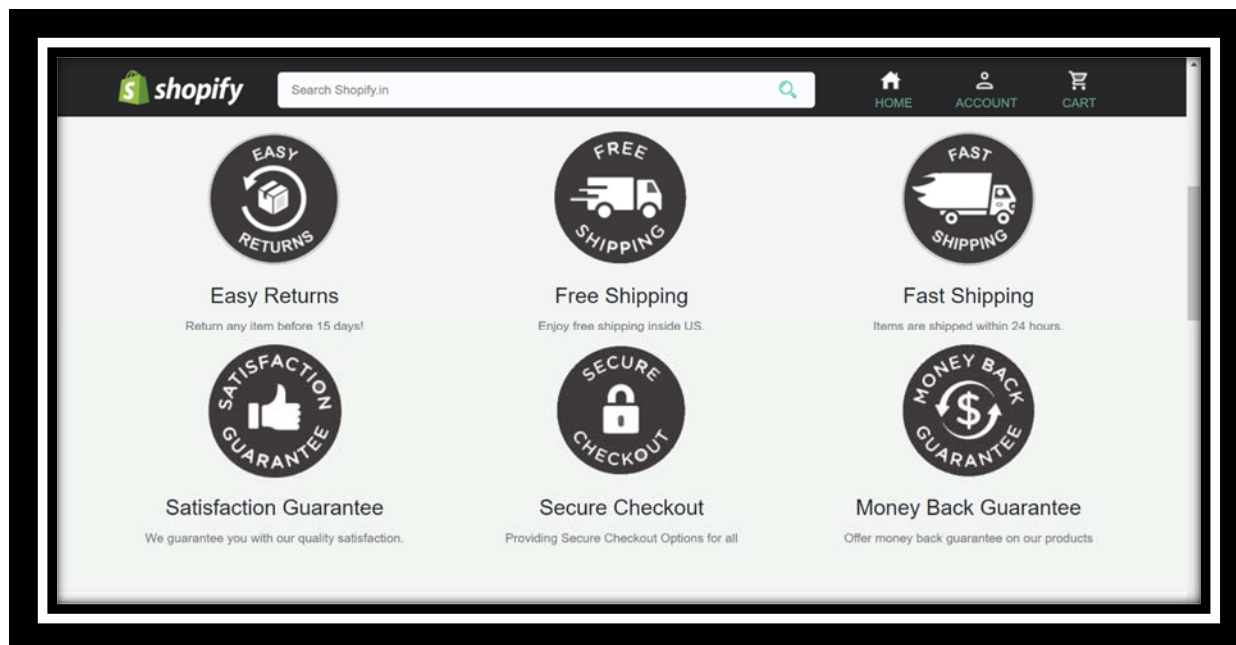 shopify
Search Shopify.in
HOME ACCOUNT CART
EASY RETURNS
FREE SHIPPING
FAST SHIPPING
Easy Returns
Free Shipping
Fast Shipping
Return any item before 15 days!
Enjoy free shipping inside US.
Items are shipped within 24 hours.
SATISFACTION GUARANTEE
SECURE CHECKOUT
MONEY BACK GUARANTEE
Satisfaction Guarantee
Secure Checkout
Money Back Guarantee
We guarantee you with our quality satisfaction.
Providing Secure Checkout Options for all
Offer money back guarantee on our products